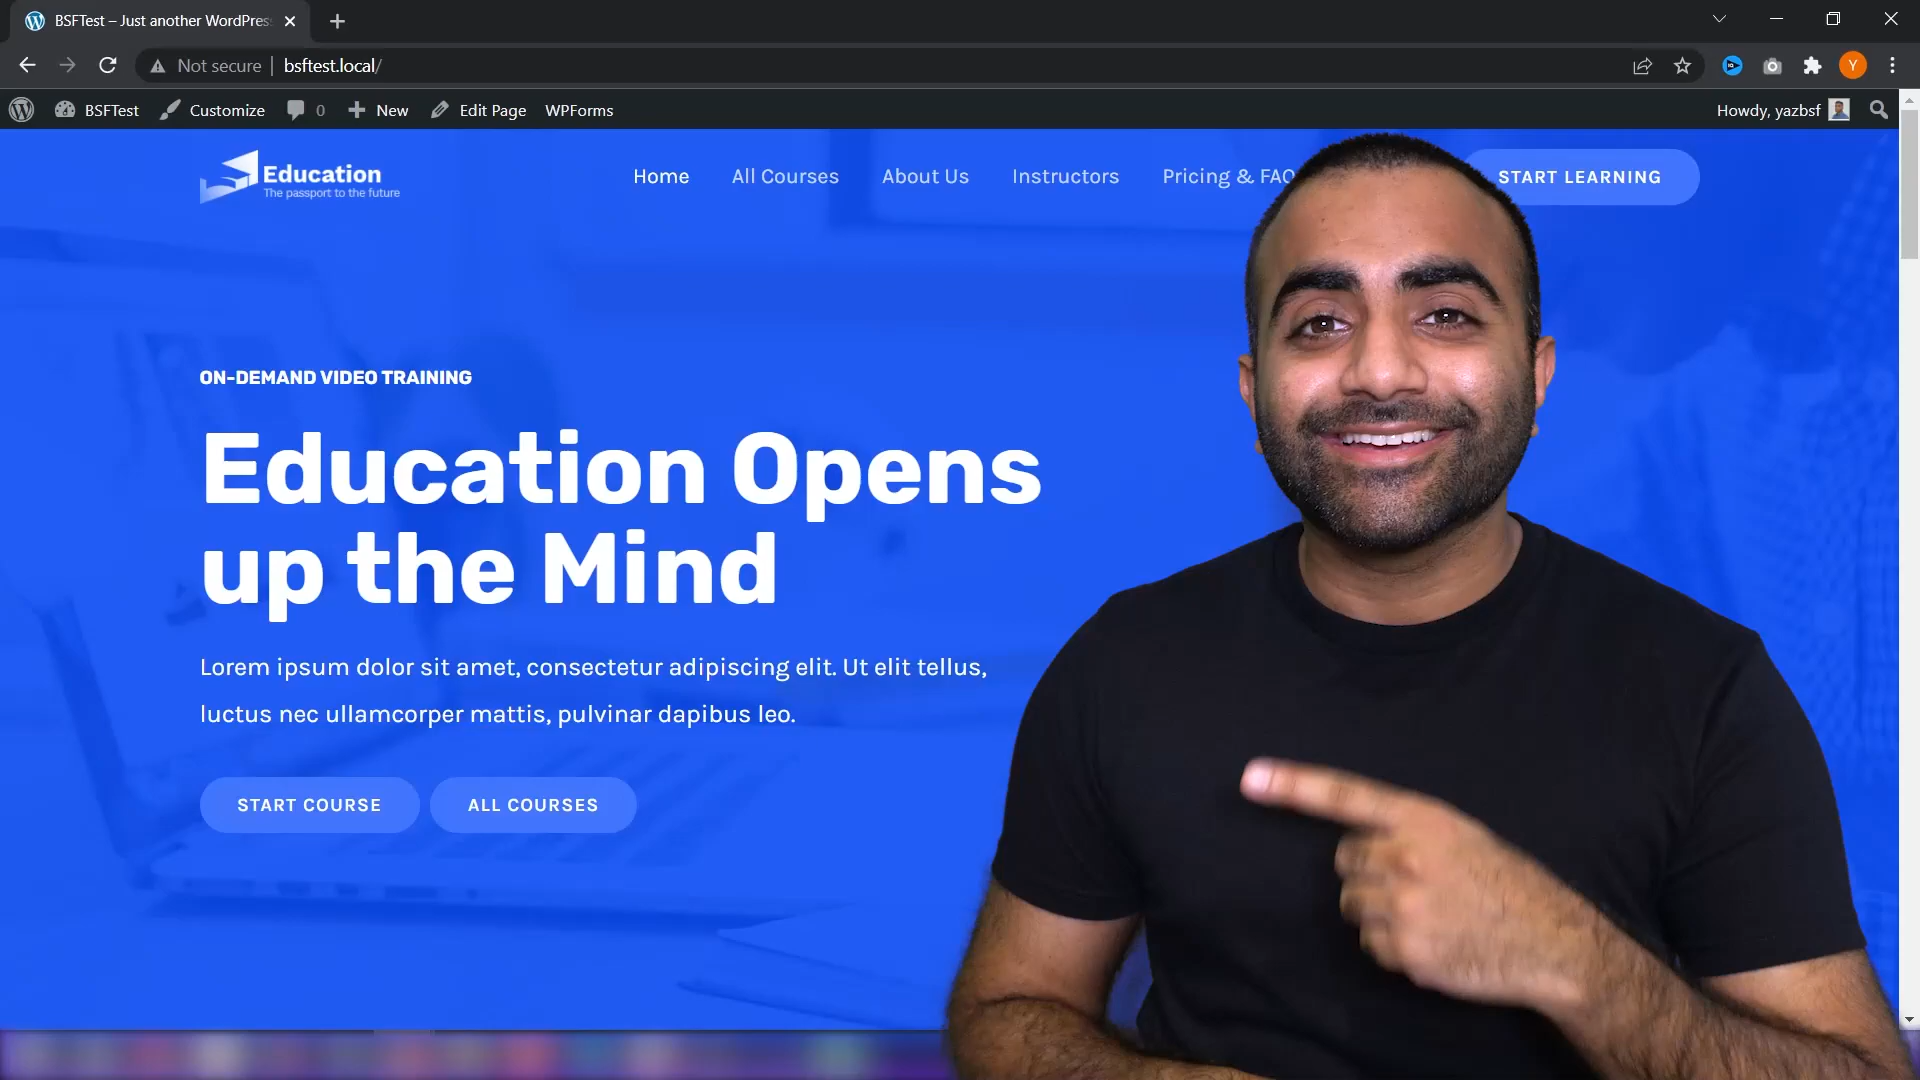 BSFTest – Just another WordPress
Not secure
bsftest.local/
BSFTest
Customize
0
New
Edit Page
WPForms
Howdy, yazbsf
Education
The passport to the future
Home
All Courses
About Us
Instructors
Pricing & FAQ
START LEARNING
ON-DEMAND VIDEO TRAINING
Education Opens
up the Mind
Lorem ipsum dolor sit amet, consectetur adipiscing elit. Ut elit tellus,
luctus nec ullamcorper mattis, pulvinar dapibus leo.
START COURSE
ALL COURSES
Y